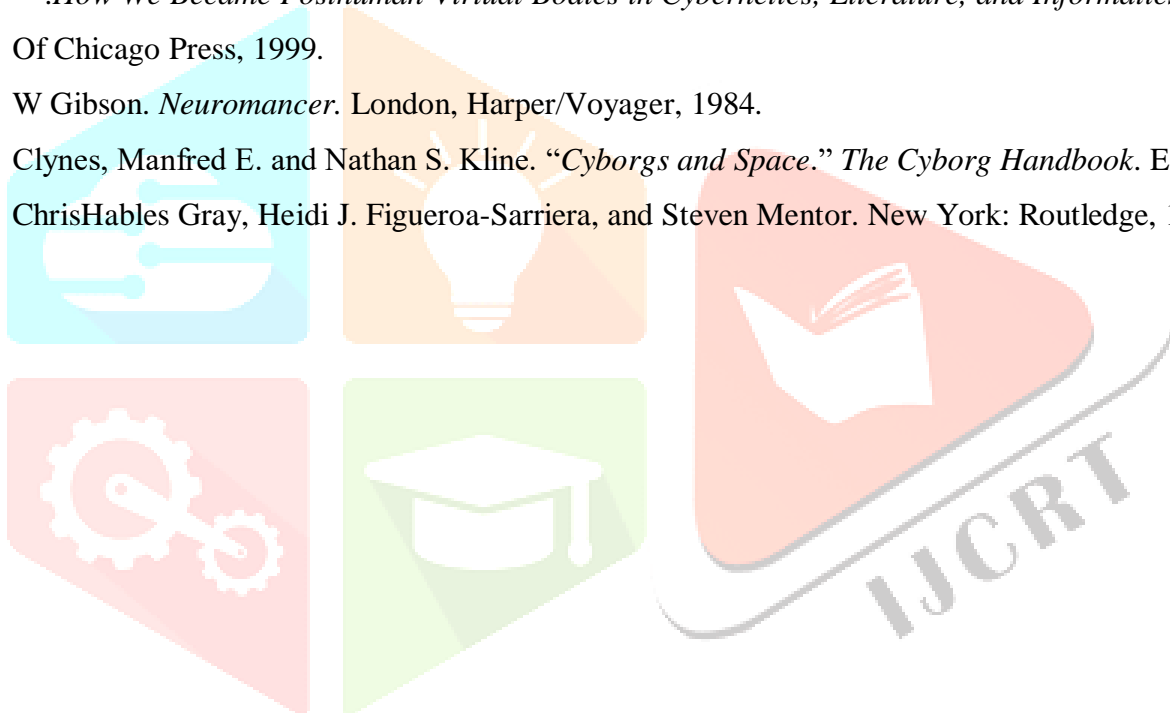 .How We Became Posthuman Virtual Bodies in Cybernetics, Literature, and
Of Chicago Press, 1999.
W Gibson. Neuromancer. London, Harper/Voyager, 1984.
Clynes, Manfred E. and Nathan S. Kline. “Cyborgs and Space.” The Cyborg Handbook.
ChrisHables Gray, Heidi J. Figueroa-Sarriera, and Steven Mentor. New York: Routledge,
IJCRT